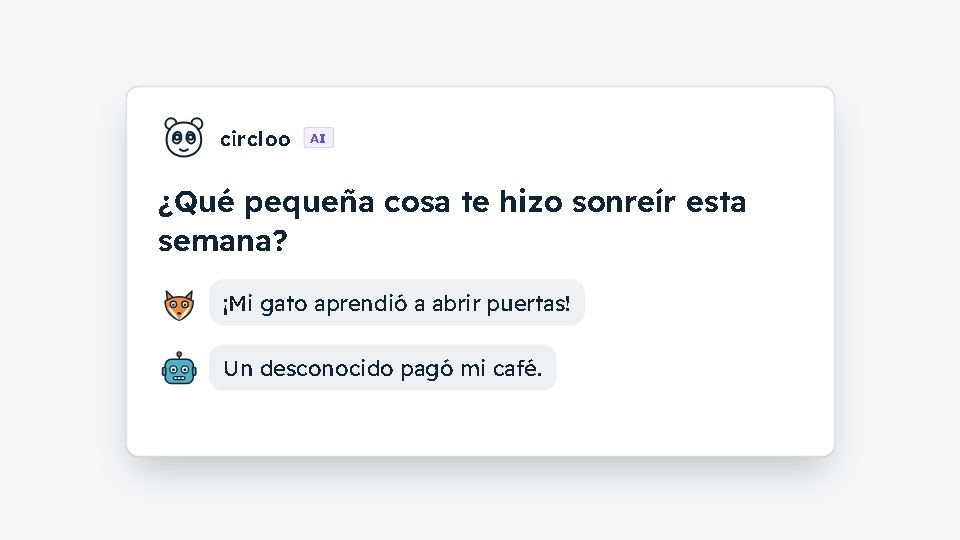 circloo AI
¿Qué pequeña cosa te hizo sonreír esta
semana?
¡Mi gato aprendió a abrir puertas!
Un desconocido pagó mi café.